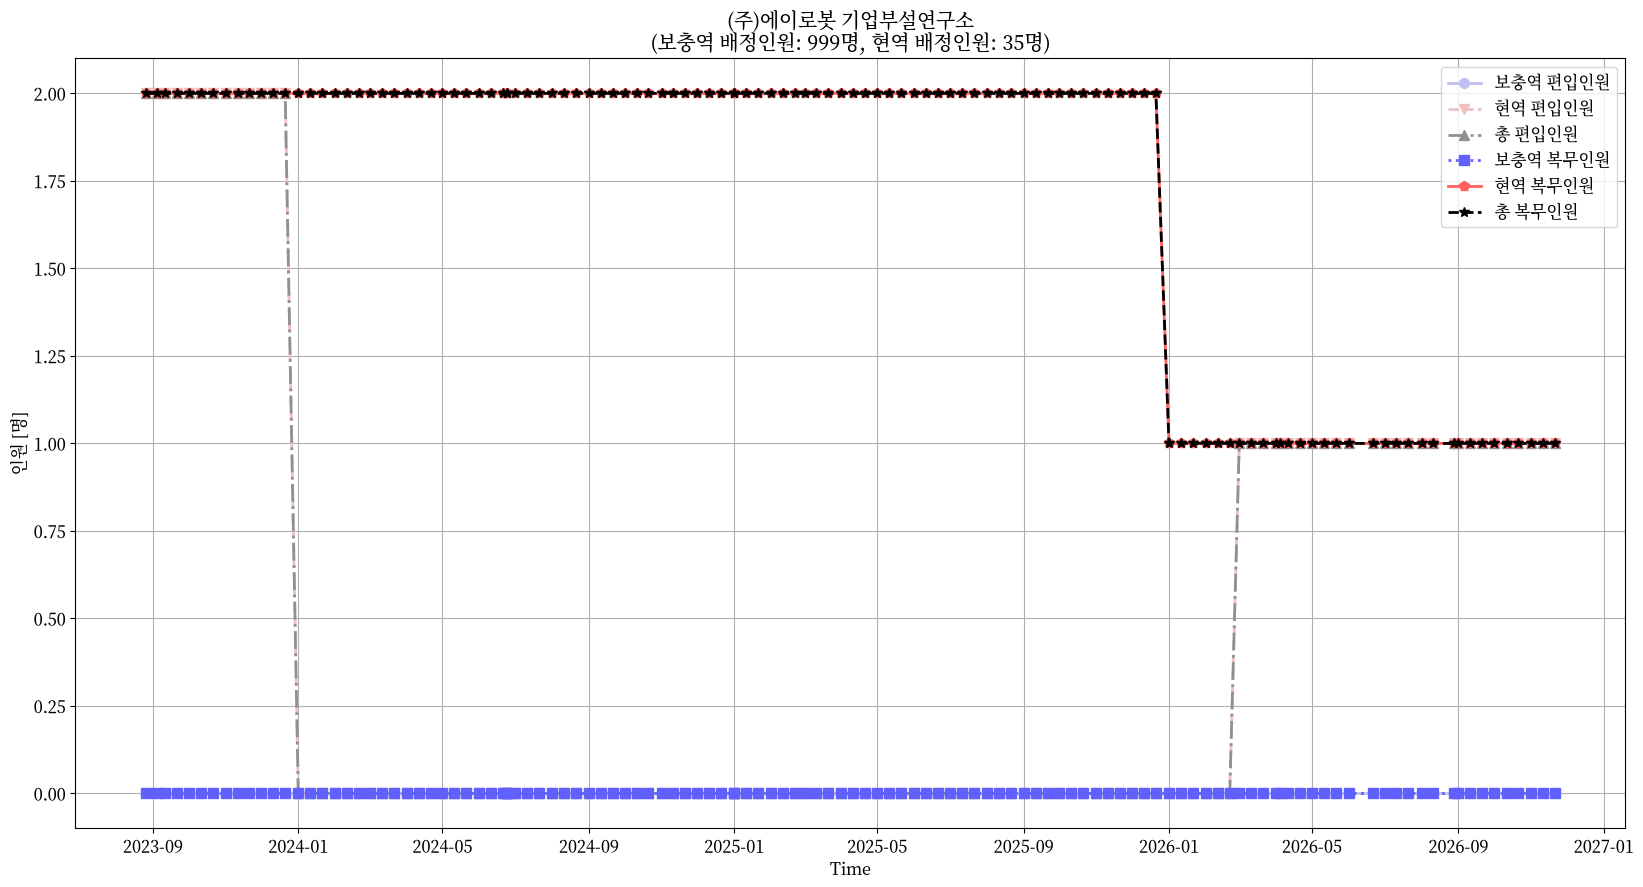 (주)에이로봇 기업부설연구소
(보충역 배정인원: 999명, 현역 배정인원: 35명)
2.00
1.75
1.50
1.25
1.00
0.75
0.50
0.25
0.00
인원 [명]
보충역 편입인원
현역 편입인원
총 편입인원
보충역 복무인원
현역 복무인원
총 복무인원
2023-09
2024-01
2024-05
2024-09
2025-01
2025-05
2025-09
2026-01
2026-05
2026-09
2027-01
Time